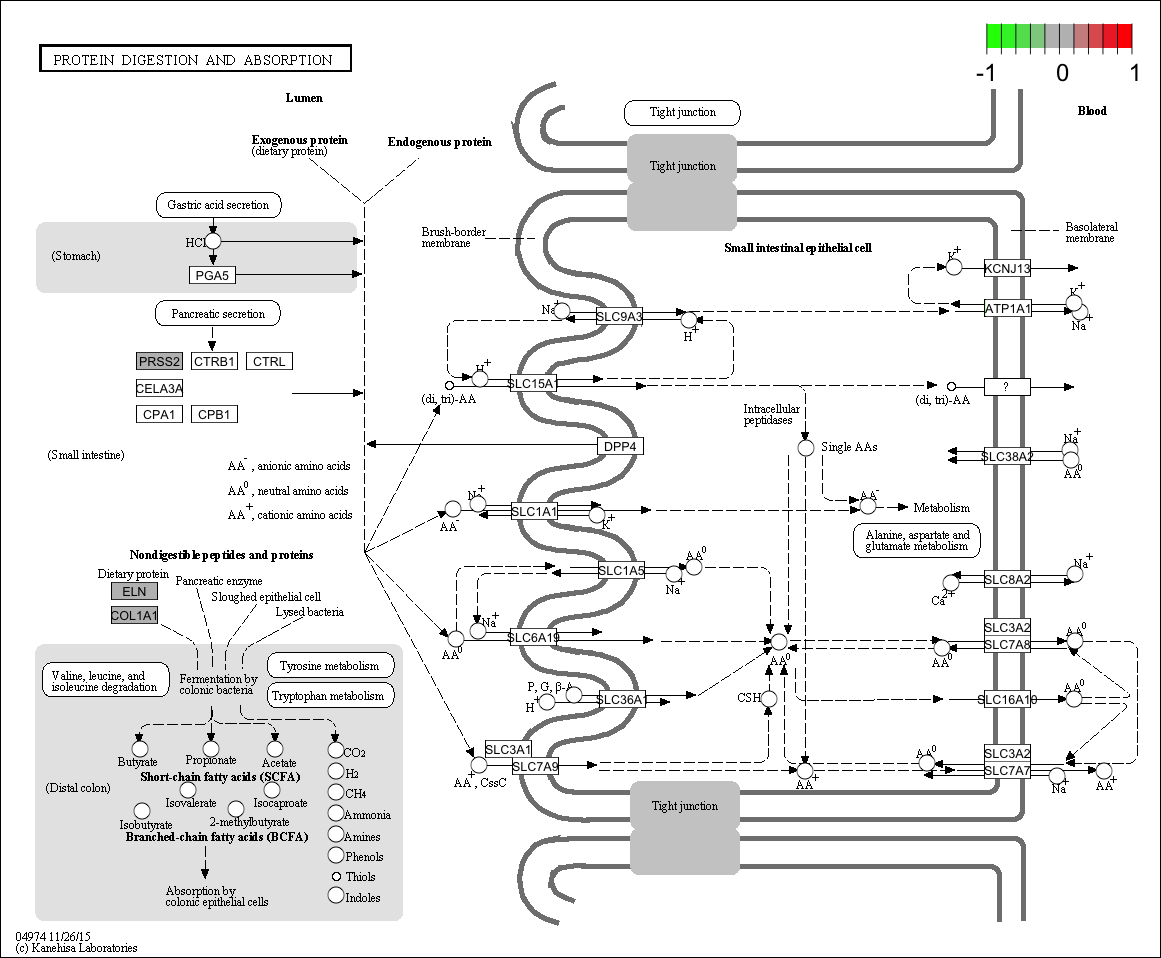 PROTEIN DIGESTION AND ABSORPTION
-1 0 1
Lumen
Blood
Exogenous protein
(dietary protein)
Endogenous protein
Tight junction
Tight junction
Gastric acid secretion
HCl
(Stomach)
PGA5
Brush-border
membrane
Small intestinal epithelial cell
Basolateral
membrane
K+
KCNJ13
Pancreatic secretion
Na+
SLC9A3
H+
ATP1A1
K+
Na+
PRSS2
CTRB1
CTRL
CELA3A
CPA1
CPB1
H+
SLC15A1
(di, tri)-AA
?
(di, tri)-AA
Intracellular
peptidases
(Small intestine)
DPP4
Single AAs
SLC38A2
Na+
AA0
AA-, anionic amino acids
AA0, neutral amino acids
AA+, cationic amino acids
Na+
AA-
SLC1A1
K+
AA-
Metabolism
Alanine, aspartate and
glutamate metabolism
Nondigestible peptides and proteins
Dietary protein
ELN
COL1A1
Pancreatic enzyme
Sloughed epithelial cell
Lysed bacteria
SLC1A5
AA0
Na+
SLC8A2
Na+
Ca2+
Na+
AA0
SLC6A19
AA0
SLC3A2
SLC7A8
AA0
AA0
Valine, leucine, and
isoleucine degradation
Fermentation by
colonic bacteria
Tyrosine metabolism
Tryptophan metabolism
P, G, β-A
H+
SLC36A1
CSH
SLC16A10
AA0
Butyrate
Propionate
Acetate
Short-chain fatty acids (SCFA)
CO2
H2
CH4
Ammonia
Amines
Phenols
Thiols
Indoles
(Distal colon)
Isovalerate
Isocaproate
Isobutyrate
2-methylbutyrate
Branched-chain fatty acids (BCFA)
Absorption by
colonic epithelial cells
SLC3A1
SLC7A9
AA+, CssC
AA+
AA0
SLC3A2
SLC7A7
Na+
AA+
Tight junction
04974 11/26/15
(c) Kanehisa Laboratories